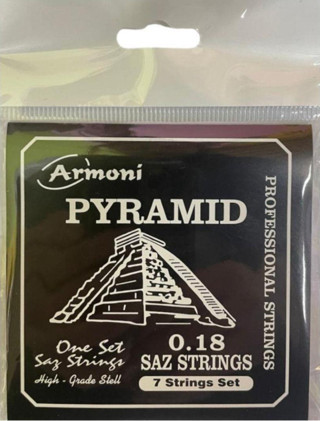 Armoni
PYRAMID
PROFESSIONAL STRINGS
One Set
Saz Strings
High - Grade Stell
0.18
SAZ STRINGS
7 Strings Set